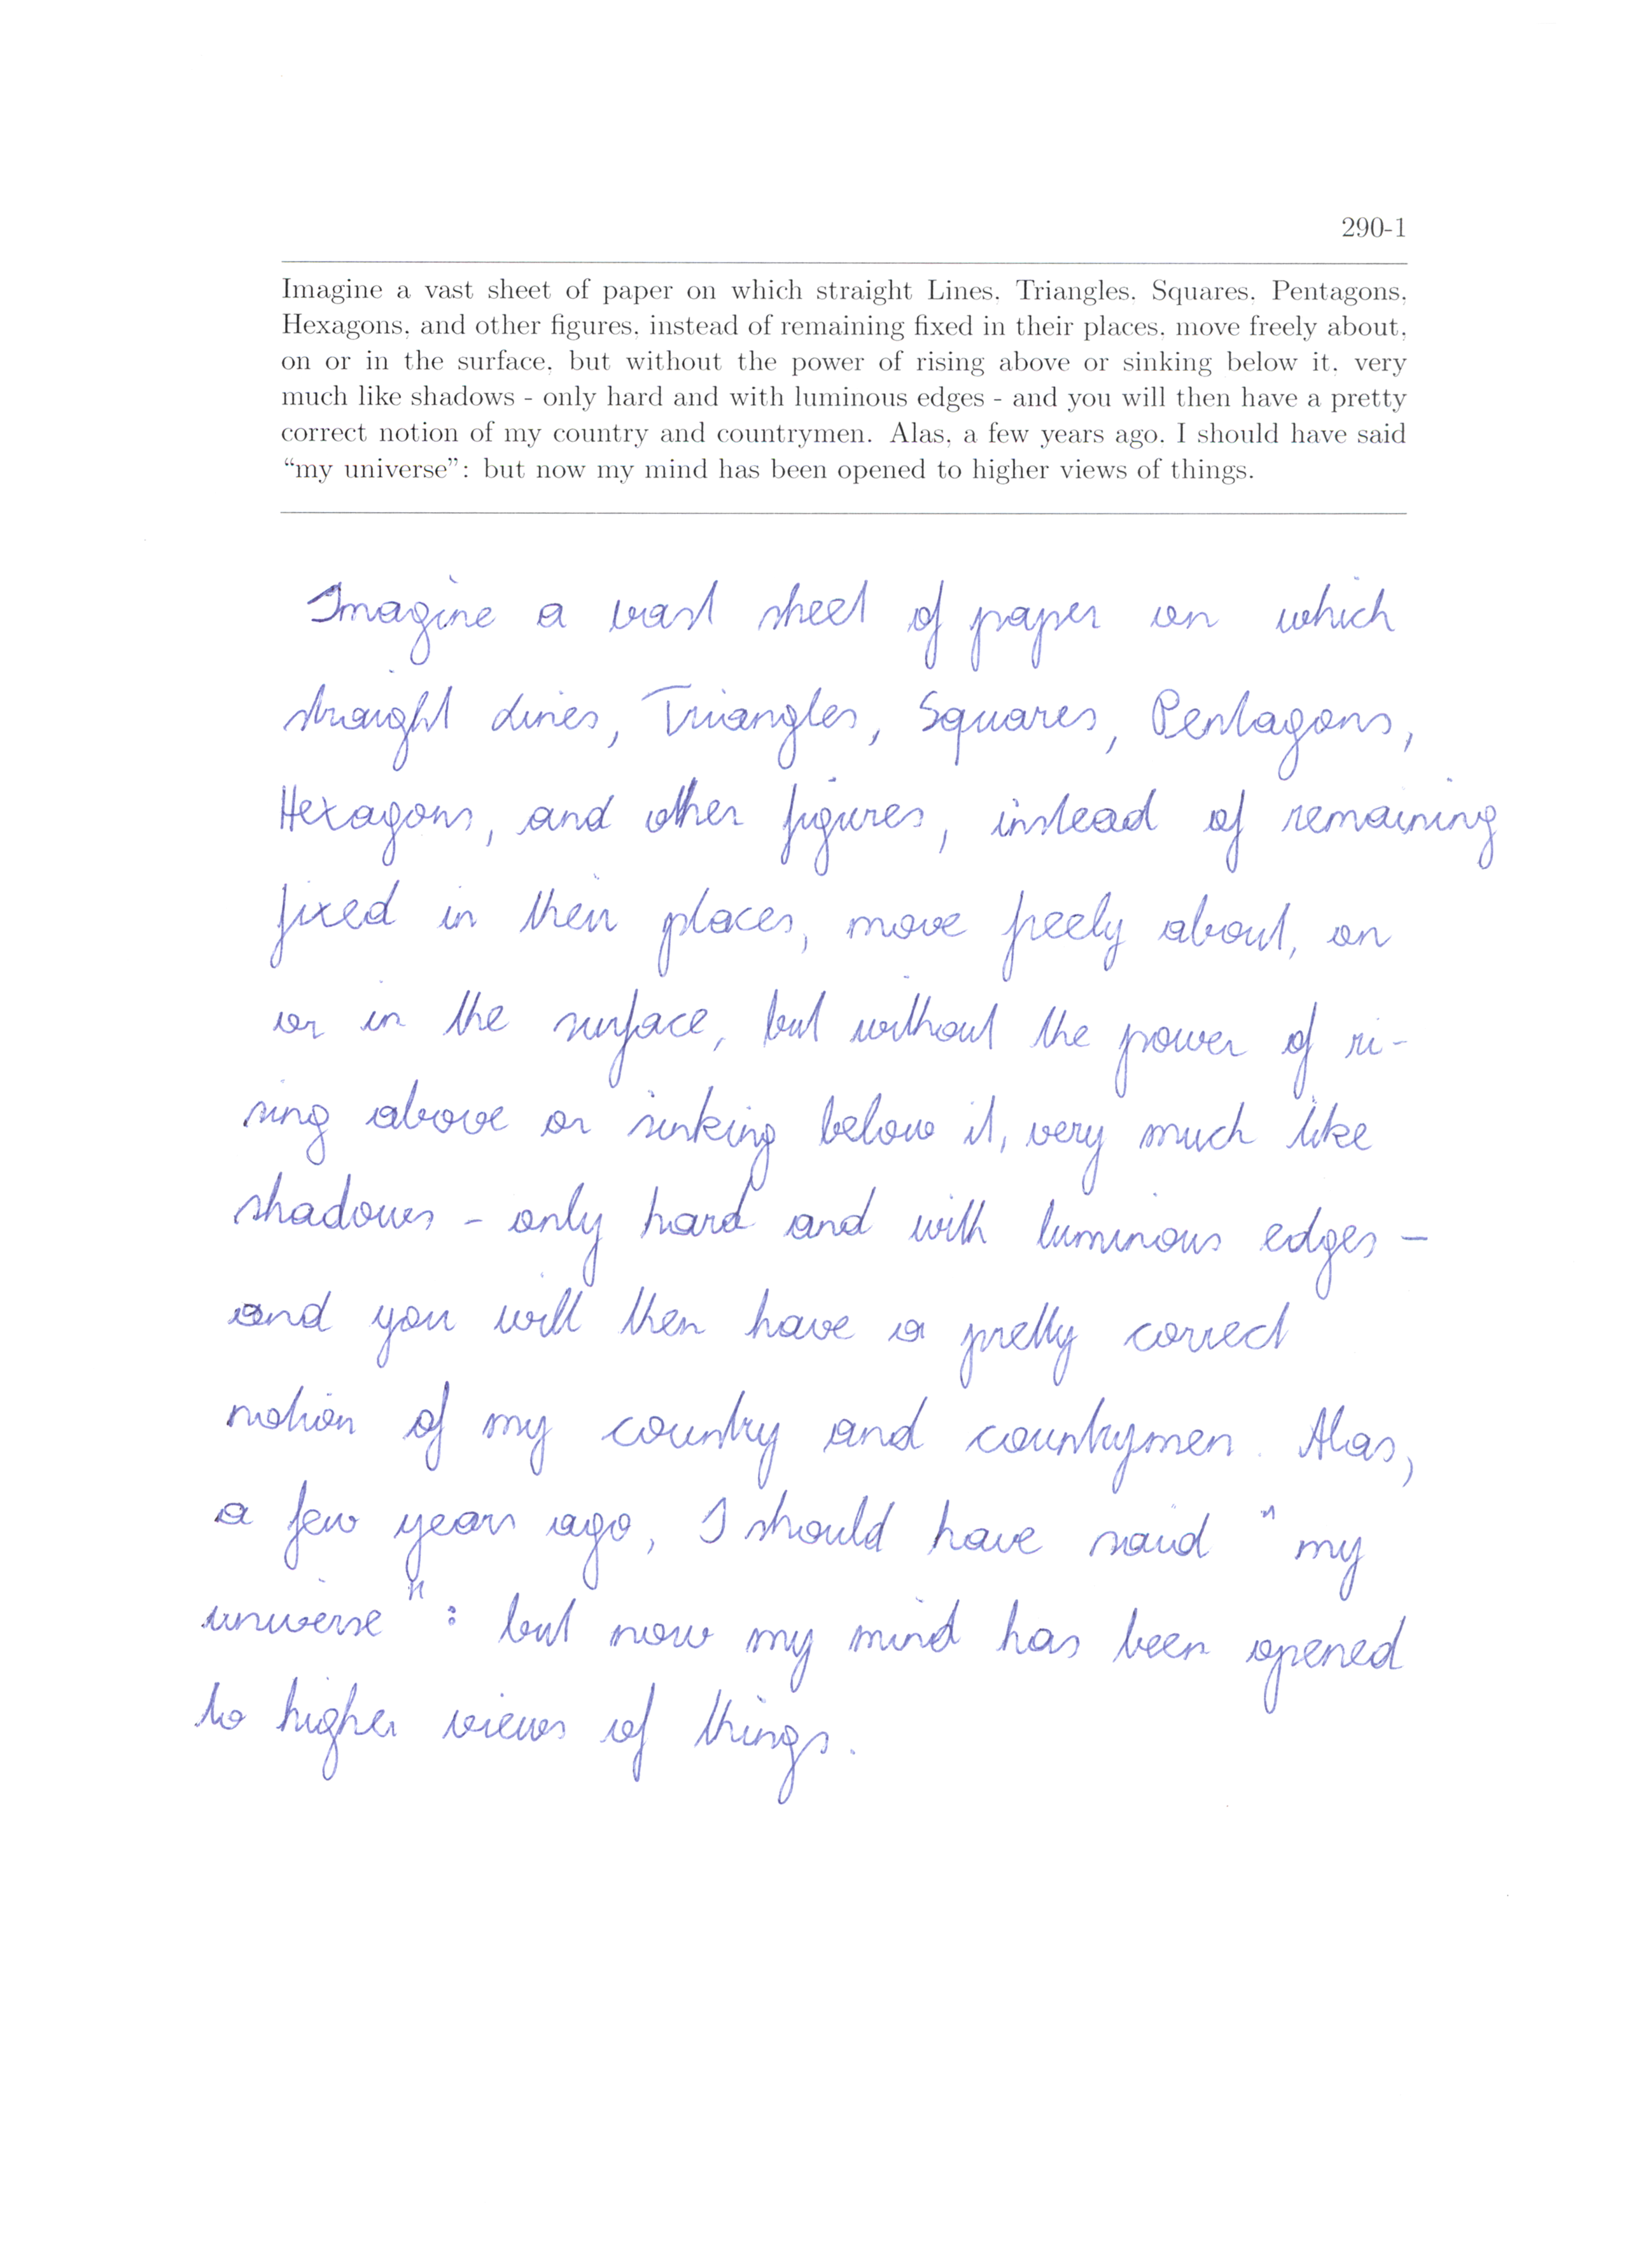 290-1
Imagine a vast sheet of paper on which straight Lines, Triangles, Squares, Pentagons,
Hexagons, and other figures, instead of remaining fixed in their places, move freely about,
on or in the surface, but without the power of rising above or sinking below it, very
much like shadows - only hard and with luminous edges - and you will then have a pretty
correct notion of my country and countrymen. Alas, a few years ago, I should have said
“my universe”: but now my mind has been opened to higher views of things.
Imagine a vast sheet of paper on which
straight Lines, Triangles, Squares, Pentagons,
Hexagons, and other figures, instead of remaining
fixed in their places, move freely about, on
or in the surface, but without the power of ri-
sing above or sinking below it, very much like
shadows - only hard and with luminous edges -
and you will then have a pretty correct
notion of my country and countrymen. Alas,
a few years ago, I should have said "my
universe": but now my mind has been opened
to higher views of things.